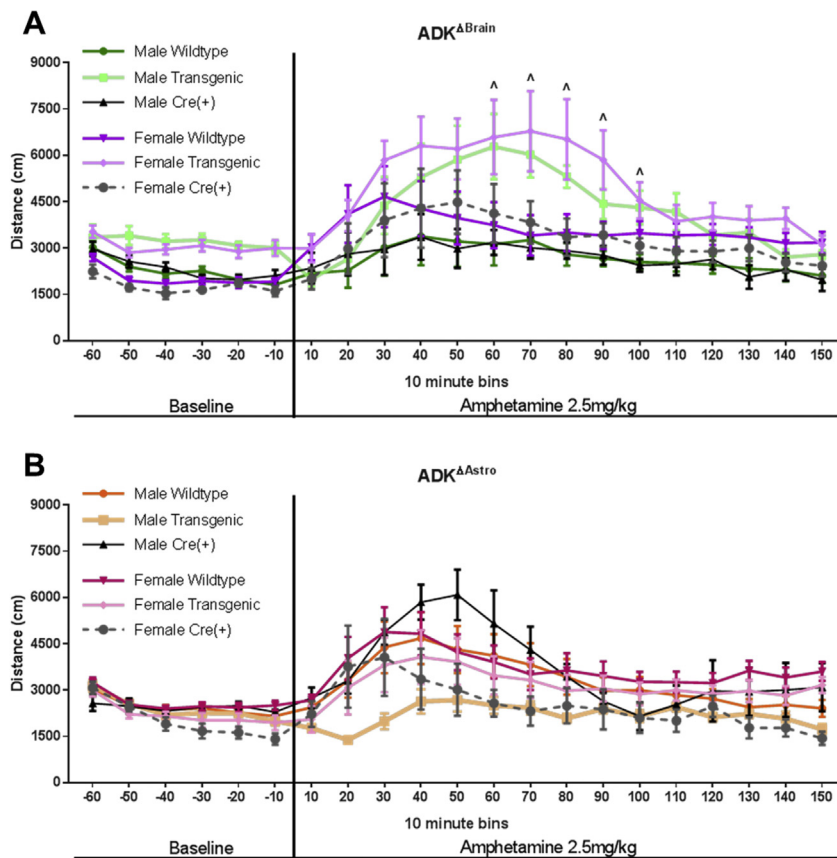 A
ADK ΔBrain
Male Wildtype
Male Transgenic
Male Cre(+)
Female Wildtype
Female Transgenic
Female Cre(+)
9000
7500
6000
4500
3000
1500
0
Distance (cm)
^ ^ ^ ^ ^
-60 -50 -40 -30 -20 -10 10 20 30 40 50 60 70 80 90 100 110 120 130 140 150
10 minute bins
Baseline Amphetamine 2.5mg/kg
B
ADK ΔAstro
Male Wildtype
Male Transgenic
Male Cre(+)
Female Wildtype
Female Transgenic
Female Cre(+)
9000
7500
6000
4500
3000
1500
0
Distance (cm)
-60 -50 -40 -30 -20 -10 10 20 30 40 50 60 70 80 90 100 110 120 130 140 150
10 minute bins
Baseline Amphetamine 2.5mg/kg